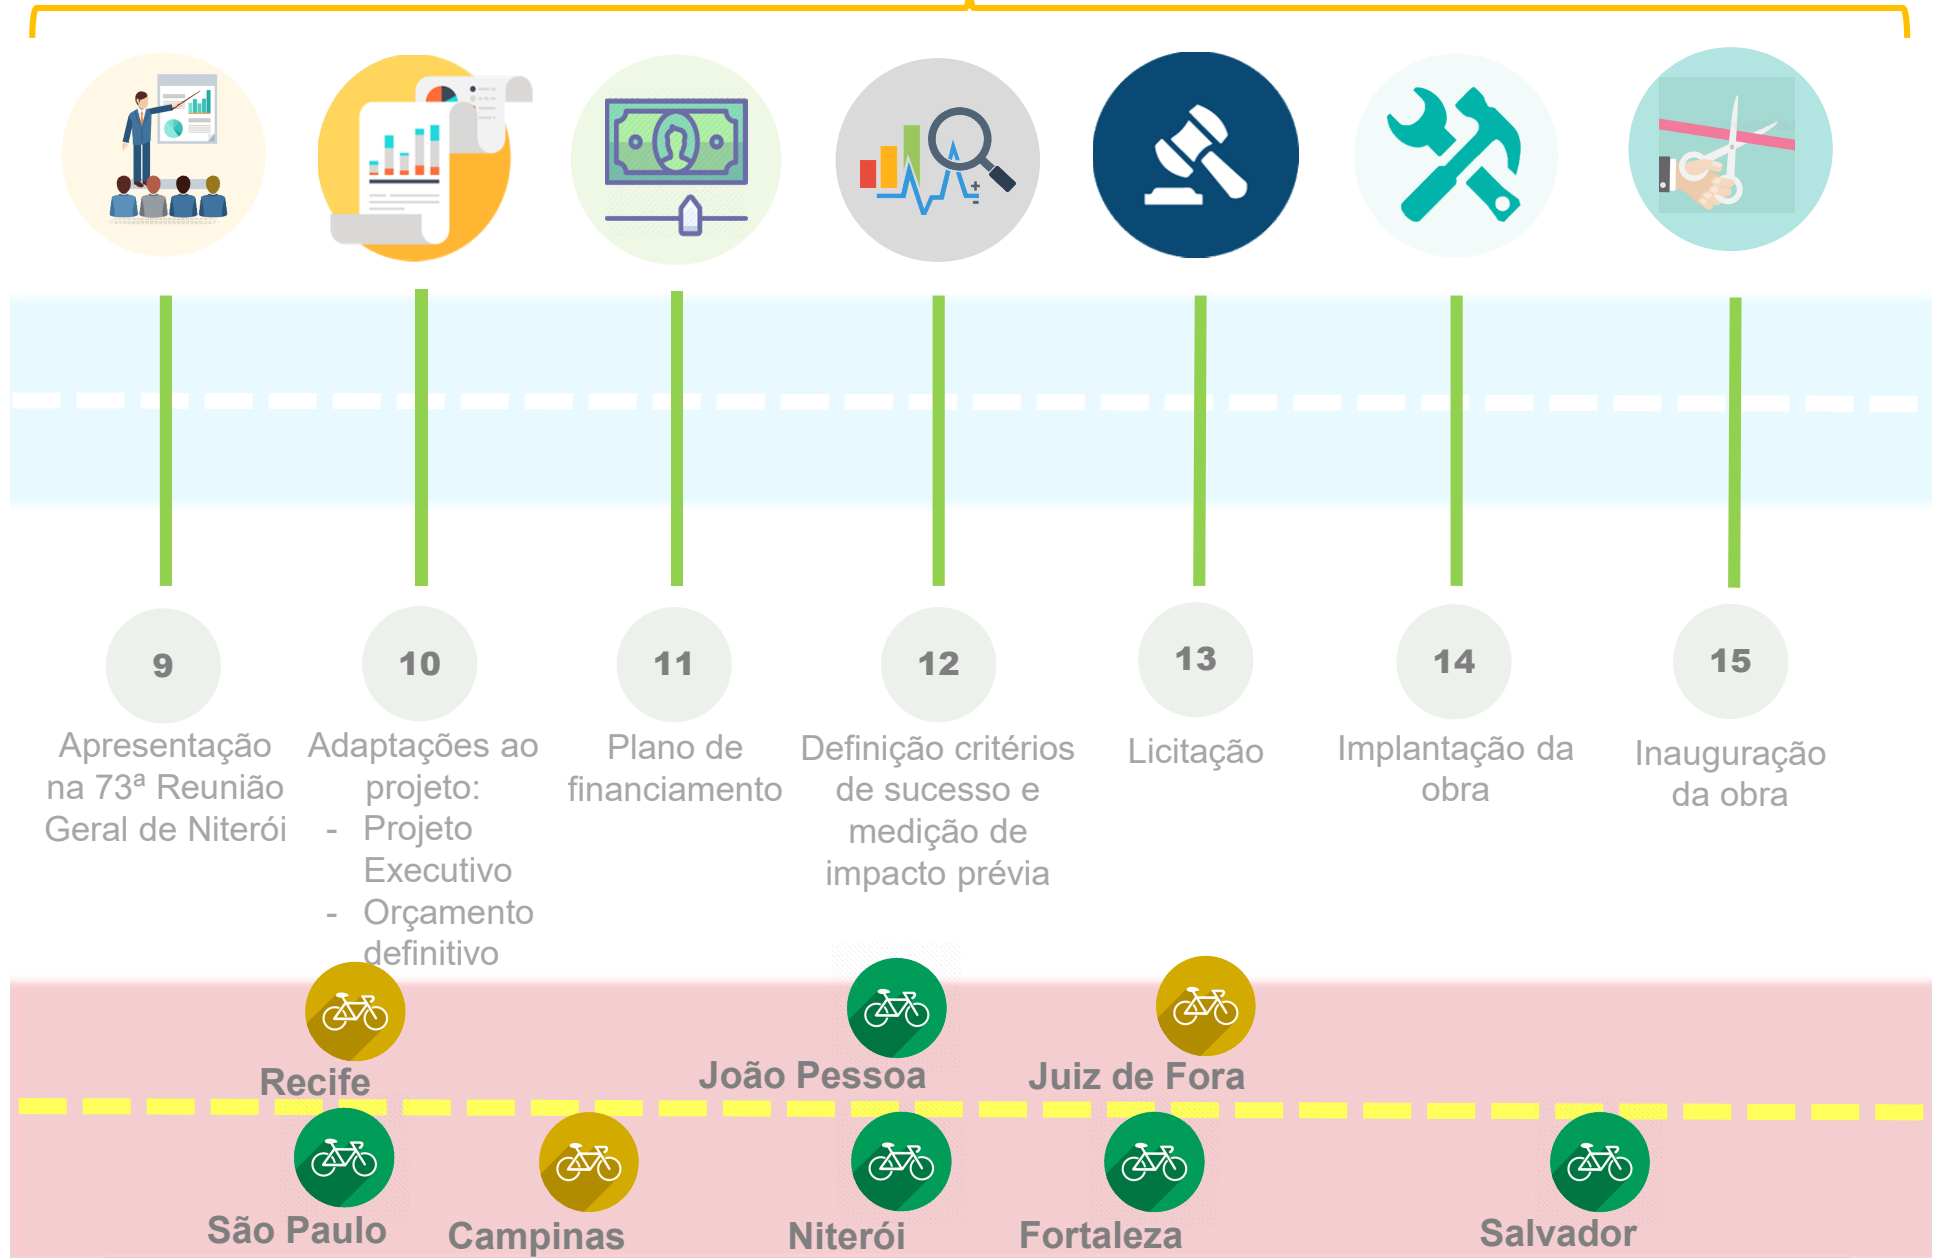 9
10
11
12
13
14
15
Apresentação
na 73ª Reunião
Geral de Niterói
Adaptações ao
projeto:
- Projeto
Executivo
- Orçamento
definitivo
Plano de
financiamento
Definição critérios
de sucesso e
medição de
impacto prévia
Licitação
Implantação da
obra
Inauguração
da obra
Recife
João Pessoa
Juiz de Fora
São Paulo
Campinas
Niterói
Fortaleza
Salvador